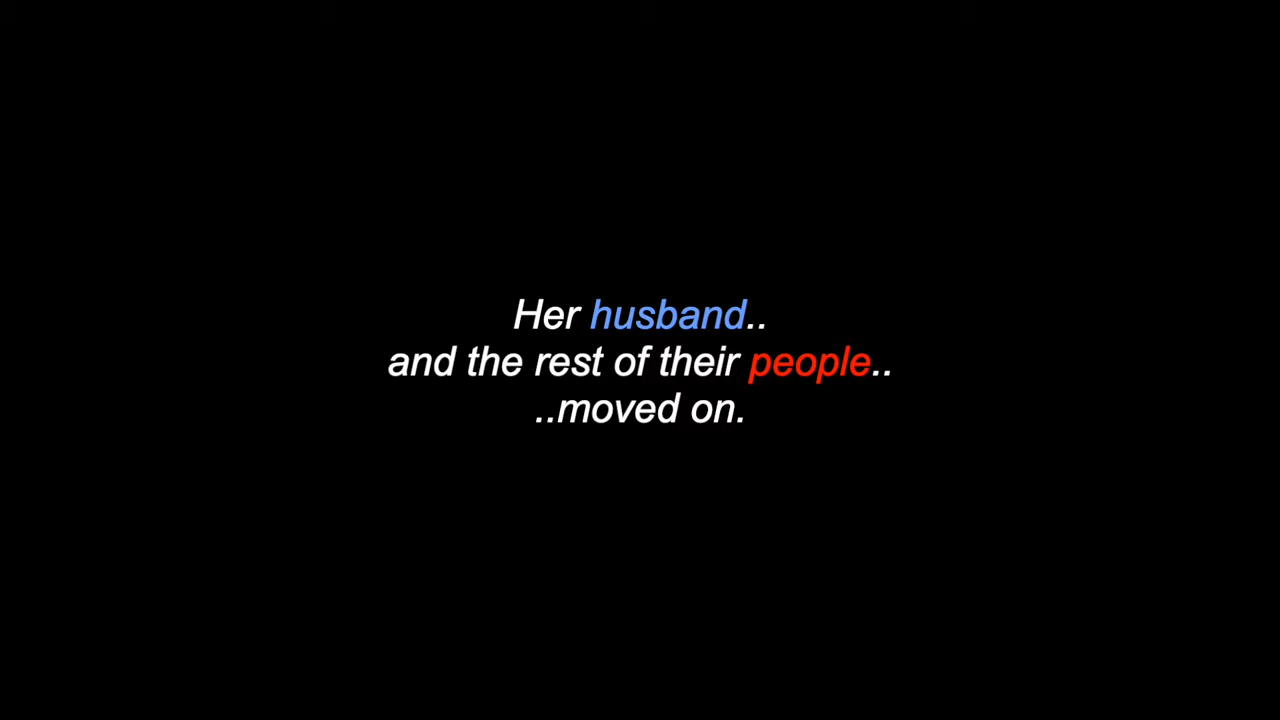 Her husband..
and the rest of their people..
..moved on.